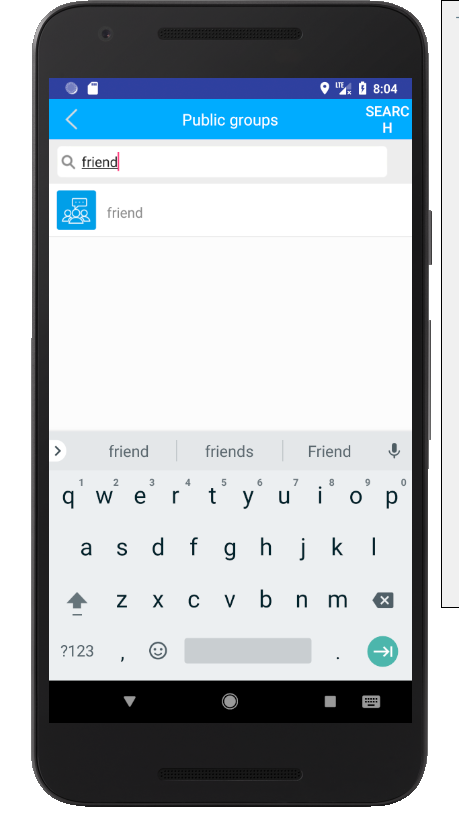 LTE 8:04
Public groups
SEARC
H
friend
friend
friend friends Friend
1 2 3 4 5 6 7 8 9 0
q w e r t y u i o p
a s d f g h j k l
z x c v b n m
?123 , .